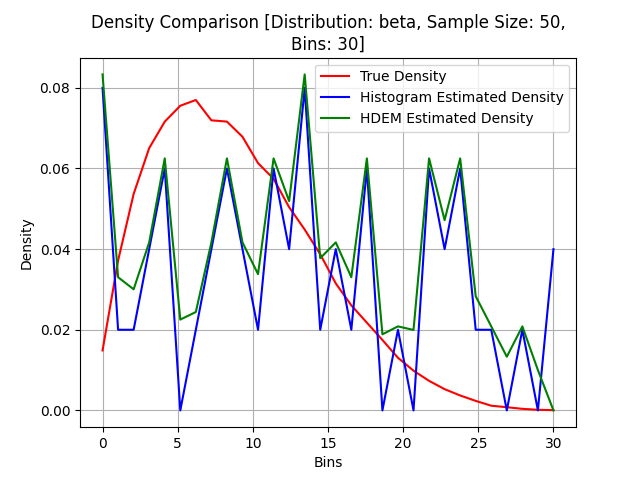 Density Comparison [Distribution: beta, Sample Size: 50,
Bins: 30]
True Density
Histogram Estimated Density
HDEM Estimated Density
Density
0.08
0.06
0.04
0.02
0.00
0 5 10 15 20 25 30
Bins